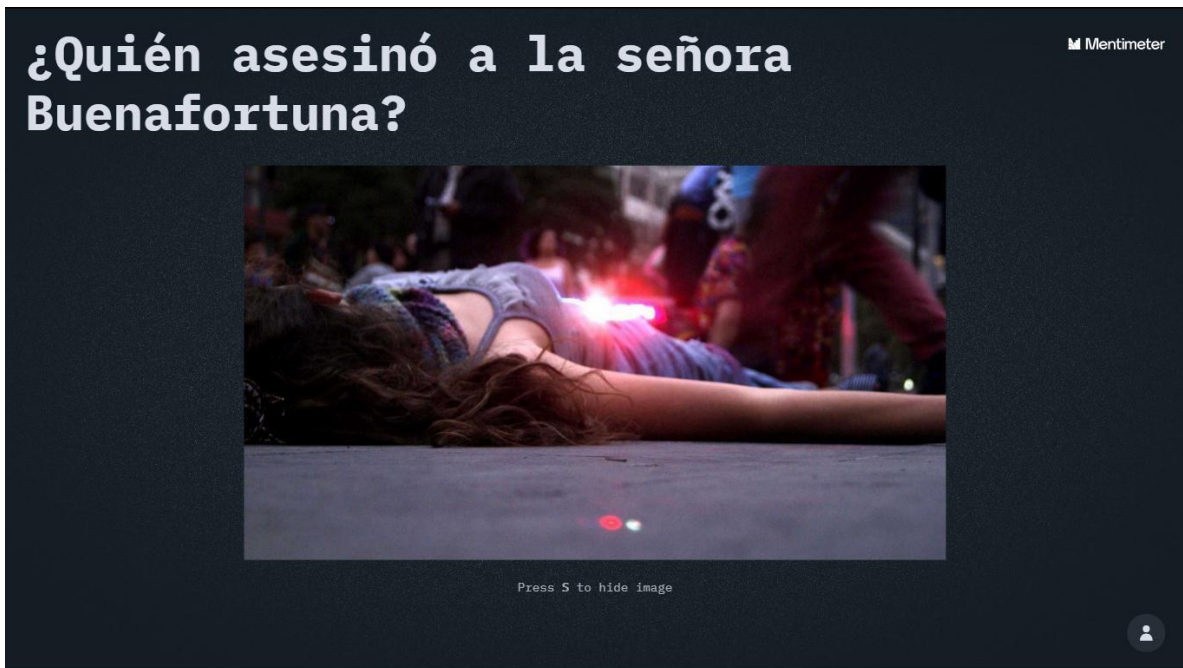 ¿Quién asesinó a la señora
Buenafortuna?
Mentimeter
Press S to hide image